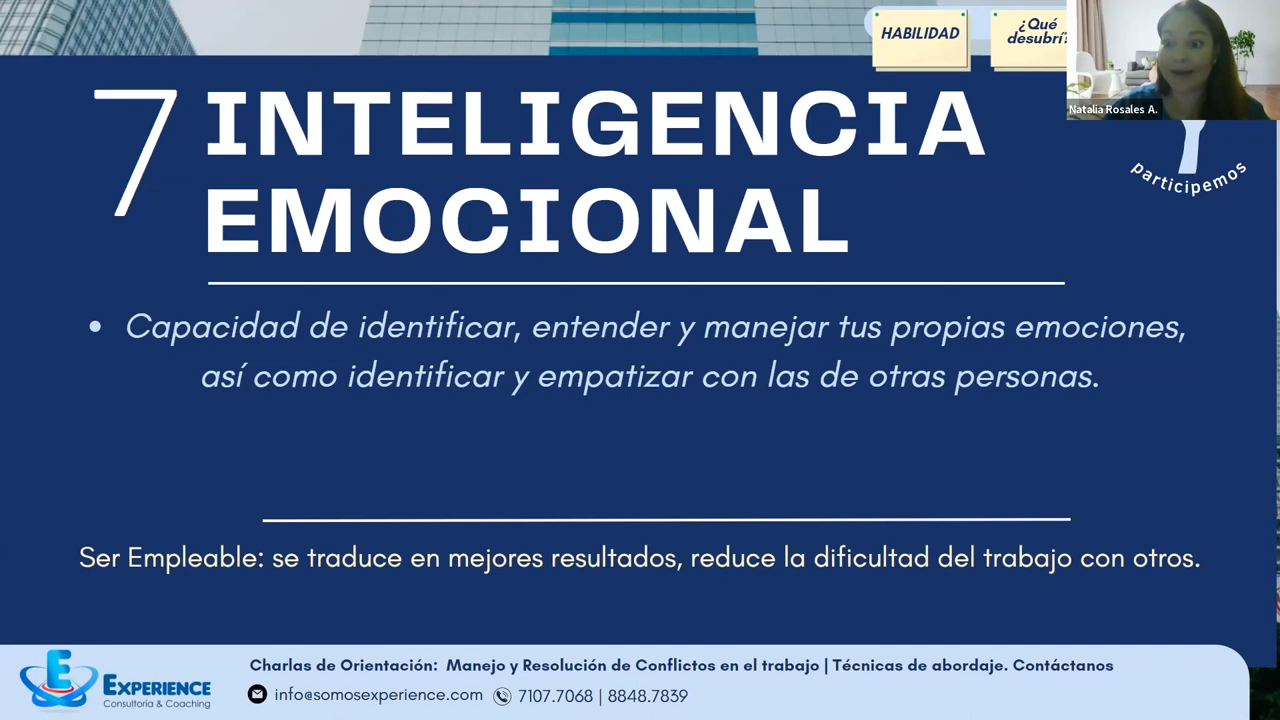 HABILIDAD
¿Qué
desubrí?
Natalia Rosales A.
participemos
7 INTELIGENCIA
EMOCIONAL
• Capacidad de identificar, entender y manejar tus propias emociones,
así como identificar y empatizar con las de otras personas.
Ser Empleable: se traduce en mejores resultados, reduce la dificultad del trabajo con otros.
E
EXPERIENCE
Consultoría & Coaching
Charlas de Orientación: Manejo y Resolución de Conflictos en el trabajo | Técnicas de abordaje. Contáctanos
info@somosexperience.com 7107.7068 | 8848.7839